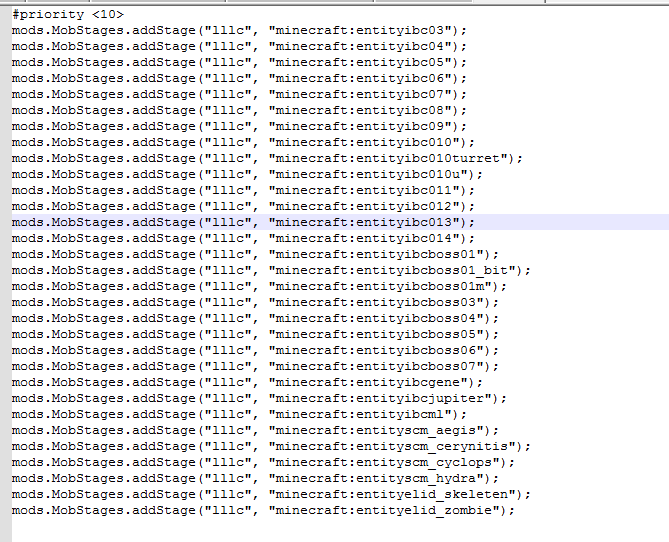 #priority <10>
mods.MobStages.addStage("lllc", "minecraft:entityibc03");
mods.MobStages.addStage("lllc", "minecraft:entityibc04");
mods.MobStages.addStage("lllc", "minecraft:entityibc05");
mods.MobStages.addStage("lllc", "minecraft:entityibc06");
mods.MobStages.addStage("lllc", "minecraft:entityibc07");
mods.MobStages.addStage("lllc", "minecraft:entityibc08");
mods.MobStages.addStage("lllc", "minecraft:entityibc09");
mods.MobStages.addStage("lllc", "minecraft:entityibc010");
mods.MobStages.addStage("lllc", "minecraft:entityibc010turret");
mods.MobStages.addStage("lllc", "minecraft:entityibc010u");
mods.MobStages.addStage("lllc", "minecraft:entityibc011");
mods.MobStages.addStage("lllc", "minecraft:entityibc012");
mods.MobStages.addStage("lllc", "minecraft:entityibc013");
mods.MobStages.addStage("lllc", "minecraft:entityibc014");
mods.MobStages.addStage("lllc", "minecraft:entityibcboss01");
mods.MobStages.addStage("lllc", "minecraft:entityibcboss01_bit");
mods.MobStages.addStage("lllc", "minecraft:entityibcboss01m");
mods.MobStages.addStage("lllc", "minecraft:entityibcboss03");
mods.MobStages.addStage("lllc", "minecraft:entityibcboss04");
mods.MobStages.addStage("lllc", "minecraft:entityibcboss05");
mods.MobStages.addStage("lllc", "minecraft:entityibcboss06");
mods.MobStages.addStage("lllc", "minecraft:entityibcboss07");
mods.MobStages.addStage("lllc", "minecraft:entityibcgene");
mods.MobStages.addStage("lllc", "minecraft:entityibcjupiter");
mods.MobStages.addStage("lllc", "minecraft:entityibcml");
mods.MobStages.addStage("lllc", "minecraft:entityscm_aegis");
mods.MobStages.addStage("lllc", "minecraft:entityscm_cerynitis");
mods.MobStages.addStage("lllc", "minecraft:entityscm_cyclops");
mods.MobStages.addStage("lllc", "minecraft:entityscm_hydra");
mods.MobStages.addStage("lllc", "minecraft:entityelid_skeleten");
mods.MobStages.addStage("lllc", "minecraft:entityelid_zombie");